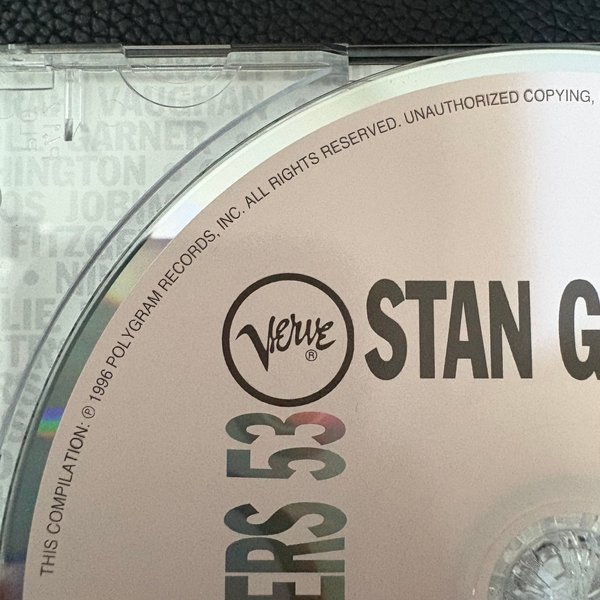 VAUGHAN
GARNER
INGTON
OS JOBIM
FITZGE
THIS COMPILATION: ℗ 1996 POLYGRAM RECORDS, INC. ALL RIGHTS RESERVED. UNAUTHORIZED COPYING,
Verve ®
STAN G
ERS 53